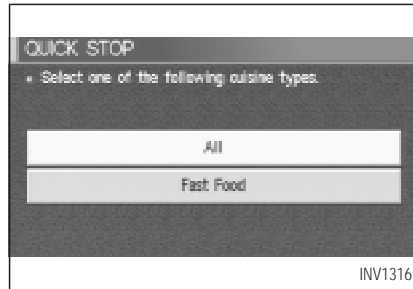 QUICK STOP
Select one of the following cuisine types.
All
Fast Food
INV1316